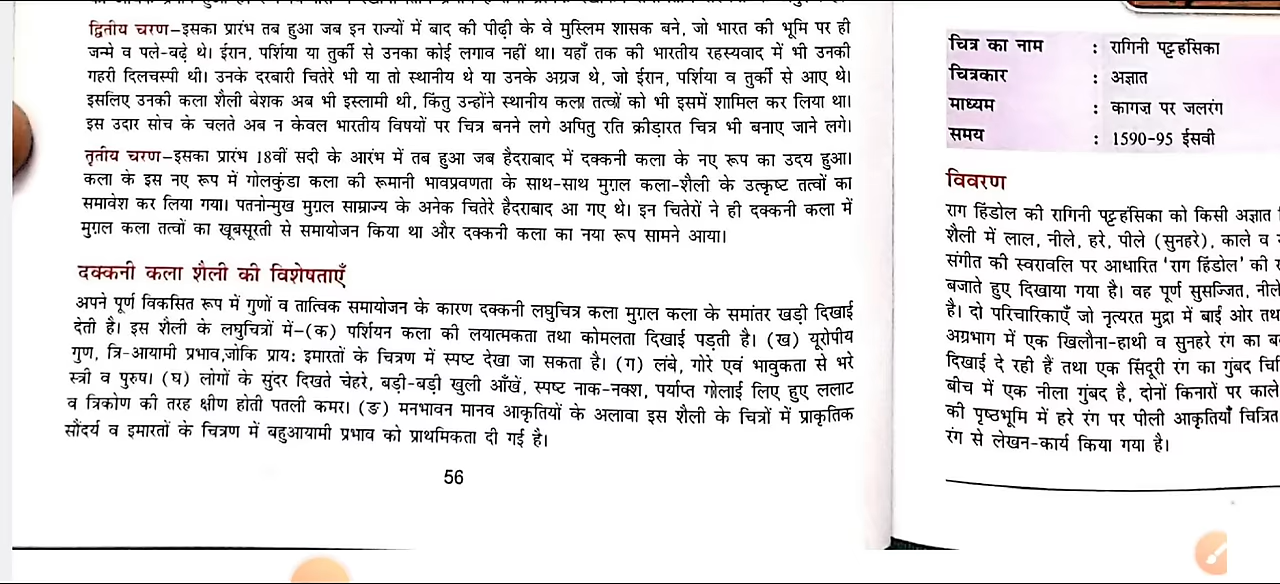 द्वितीय चरण–इसका प्रारंभ तब हुआ जब इन राज्यों में बाद की पीढ़ी के वे मुस्लिम शासक बने, जो भारत की भूमि पर ही
जन्मे व पले-बढ़े थे। ईरान, पर्शिया या तुर्की से उनका कोई लगाव नहीं था। यहाँ तक की भारतीय रहस्यवाद में भी उनकी
गहरी दिलचस्पी थी। उनके दरबारी चितेरे भी या तो स्थानीय थे या उनके अग्रज थे, जो ईरान, पर्शिया व तुर्की से आए थे।
इसलिए उनकी कला शैली बेशक अब भी इस्लामी थी, किंतु उन्होंने स्थानीय कला तत्वों को भी इसमें शामिल कर लिया था।
इस उदार सोच के चलते अब न केवल भारतीय विषयों पर चित्र बनने लगे अपितु रति क्रीड़ारत चित्र भी बनाए जाने लगे।
तृतीय चरण–इसका प्रारंभ 18वीं सदी के आरंभ में तब हुआ जब हैदराबाद में दक्कनी कला के नए रूप का उदय हुआ।
कला के इस नए रूप में गोलकुंडा कला की रूमानी भावप्रवणता के साथ-साथ मुग़ल कला-शैली के उत्कृष्ट तत्वों का
समावेश कर लिया गया। पतनोन्मुख मुग़ल साम्राज्य के अनेक चितेरे हैदराबाद आ गए थे। इन चितेरों ने ही दक्कनी कला में
मुग़ल कला तत्वों का खूबसूरती से समायोजन किया था और दक्कनी कला का नया रूप सामने आया।
दक्कनी कला शैली की विशेषताएँ
अपने पूर्ण विकसित रूप में गुणों व तात्विक समायोजन के कारण दक्कनी लघुचित्र कला मुग़ल कला के समांतर खड़ी दिखाई
देती है। इस शैली के लघुचित्रों में–(क) पर्शियन कला की लयात्मकता तथा कोमलता दिखाई पड़ती है। (ख) यूरोपीय
गुण, त्रि-आयामी प्रभाव,जोकि प्राय: इमारतों के चित्रण में स्पष्ट देखा जा सकता है। (ग) लंबे, गोरे एवं भावुकता से भरे
स्त्री व पुरुष। (घ) लोगों के सुंदर दिखते चेहरे, बड़ी-बड़ी खुली आँखें, स्पष्ट नाक-नक्श, पर्याप्त गोलाई लिए हुए ललाट
व त्रिकोण की तरह क्षीण होती पतली कमर। (ङ) मनभावन मानव आकृतियों के अलावा इस शैली के चित्रों में प्राकृतिक
सौंदर्य व इमारतों के चित्रण में बहुआयामी प्रभाव को प्राथमिकता दी गई है।
56
चित्र का नाम : रागिनी पट्टहंसिका
चित्रकार : अज्ञात
माध्यम : कागज़ पर जलरंग
समय : 1590-95 ईसवी
विवरण
राग हिंडोल की रागिनी पट्टहंसिका को किसी अज्ञात
शैली में लाल, नीले, हरे, पीले (सुनहरे), काले व
संगीत की स्वरावलि पर आधारित 'राग हिंडोल' की
बजाते हुए दिखाया गया है। वह पूर्ण सुसज्जित, नीले
है। दो परिचारिकाएँ जो नृत्यरत मुद्रा में बाईं ओर
अग्रभाग में एक खिलौना-हाथी व सुनहरे रंग का
दिखाई दे रही हैं तथा एक सिंदूरी रंग का गुंबद
बीच में एक नीला गुंबद है, दोनों किनारों पर काले
की पृष्ठभूमि में हरे रंग पर पीली आकृतियाँ चित्रित
रंग से लेखन-कार्य किया गया है।